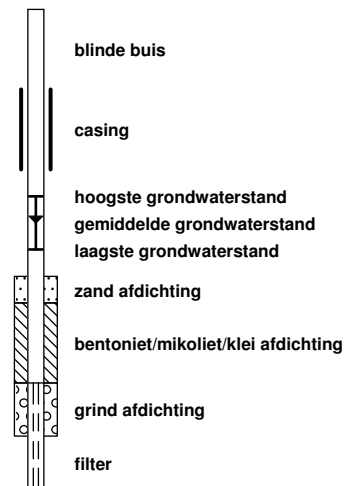 blinde buis
casing
hoogste grondwaterstand
gemiddelde grondwaterstand
laagste grondwaterstand
zand afdichting
bentoniet/mikoliet/klei afdichting
grind afdichting
filter